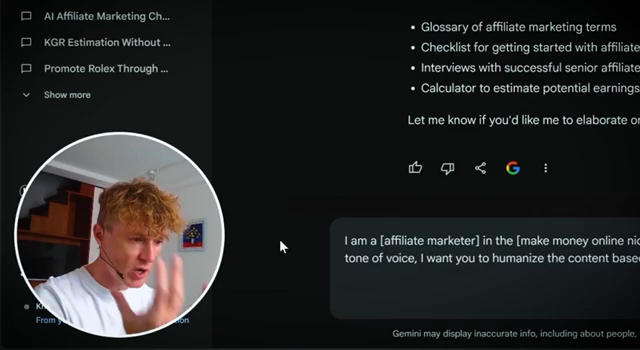 AI Affiliate Marketing Ch...
KGR Estimation Without ...
Promote Rolex Through ...
Show more
• Glossary of affiliate marketing terms
• Checklist for getting started with affiliate
• Interviews with successful senior affiliate
• Calculator to estimate potential earnings
Let me know if you'd like me to elaborate or
I am a [affiliate marketer] in the [make money online nic
tone of voice, I want you to humanize the content base
Gemini may display inaccurate info, including about people,
From